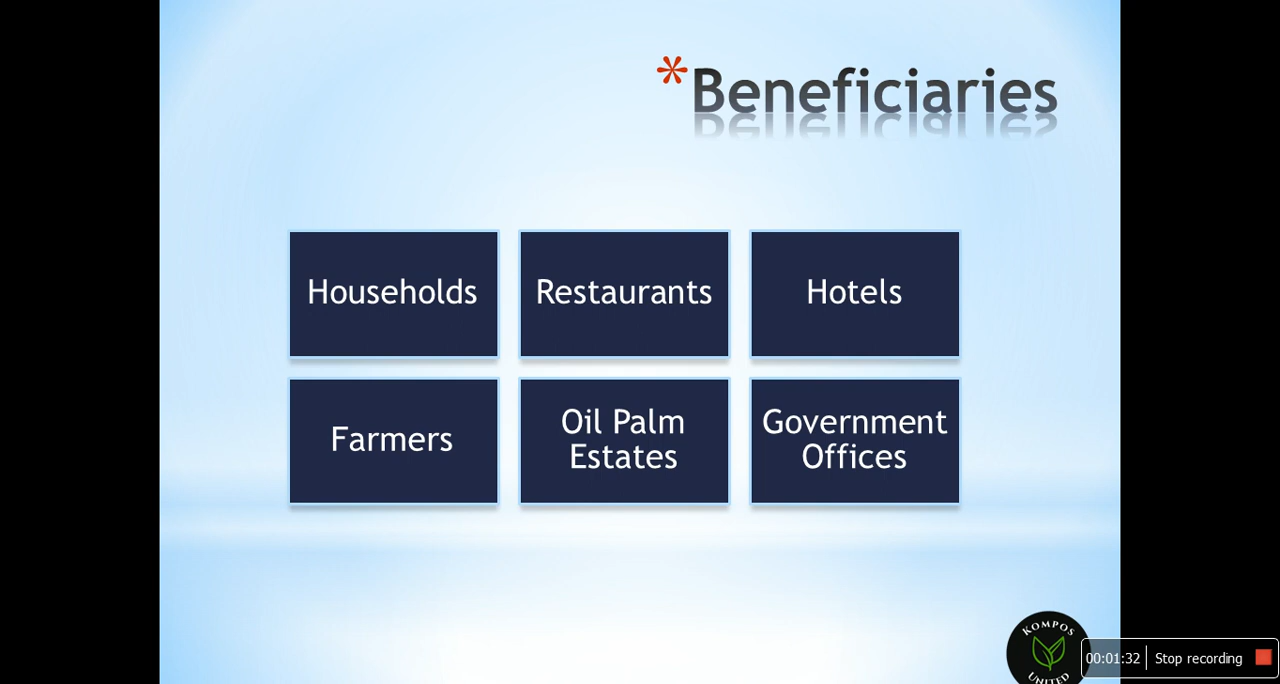 *Beneficiaries
Households
Restaurants
Hotels
Farmers
Oil Palm
Estates
Government
Offices
KOMPOS
UNITED
00:01:32
Stop recording